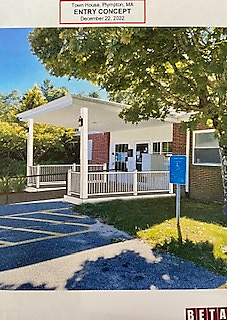 Town House, Plympton, MA
ENTRY CONCEPT
December 22, 2022
BETA